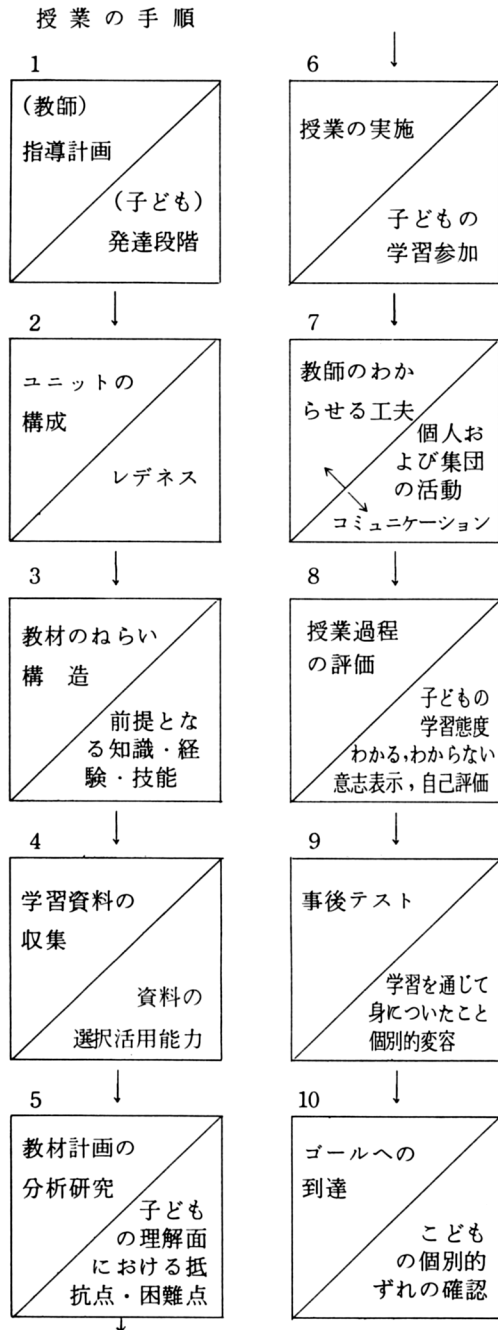 授業の手順
1
(教師)
指導計画
(子ども)
発達段階
2
ユニットの
構成
レデネス
3
教材のねらい
構造
前提とな
る知識・経
験・技能
4
学習資料の
収集
資料の
選択活用能力
5
教材計画の
分析研究
子ども
の理解面
における抵
抗点・困難点
6
授業の実施
子どもの
学習参加
7
教師のわか
らせる工夫
個人お
よび集団
の活動
コミュニケーション
8
授業過程
の評価
子どもの
学習態度
わかる,わからない
意志表示,自己評価
9
事後テスト
学習を通じて
身についたこと
個別的変容
10
ゴールへの
到達
こども
の個別的
ずれの確認